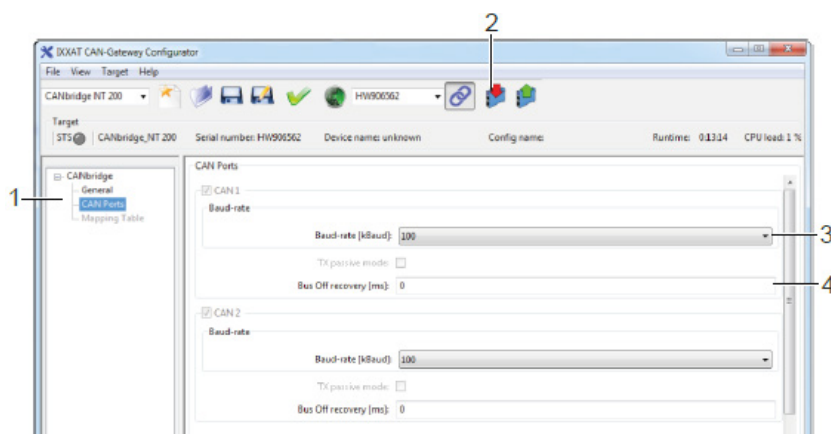 2
IXXAT CAN-Gateway Configurator
File View Target Help
CANbridge NT 200 HW906562
Target
STS CANbridge_NT 200 Serial number: HW906562 Device name: unknown Config name: Runtime: 0:13:14 CPU load: 1 %
CANbridge
General
CAN Ports
Mapping Table
1
CAN Ports
CAN 1
Baud-rate
Baud-rate [kBaud]: 100
3
TX passive mode:
Bus Off recovery [ms]: 0
4
CAN 2
Baud-rate
Baud-rate [kBaud]: 100
TX passive mode:
Bus Off recovery [ms]: 0